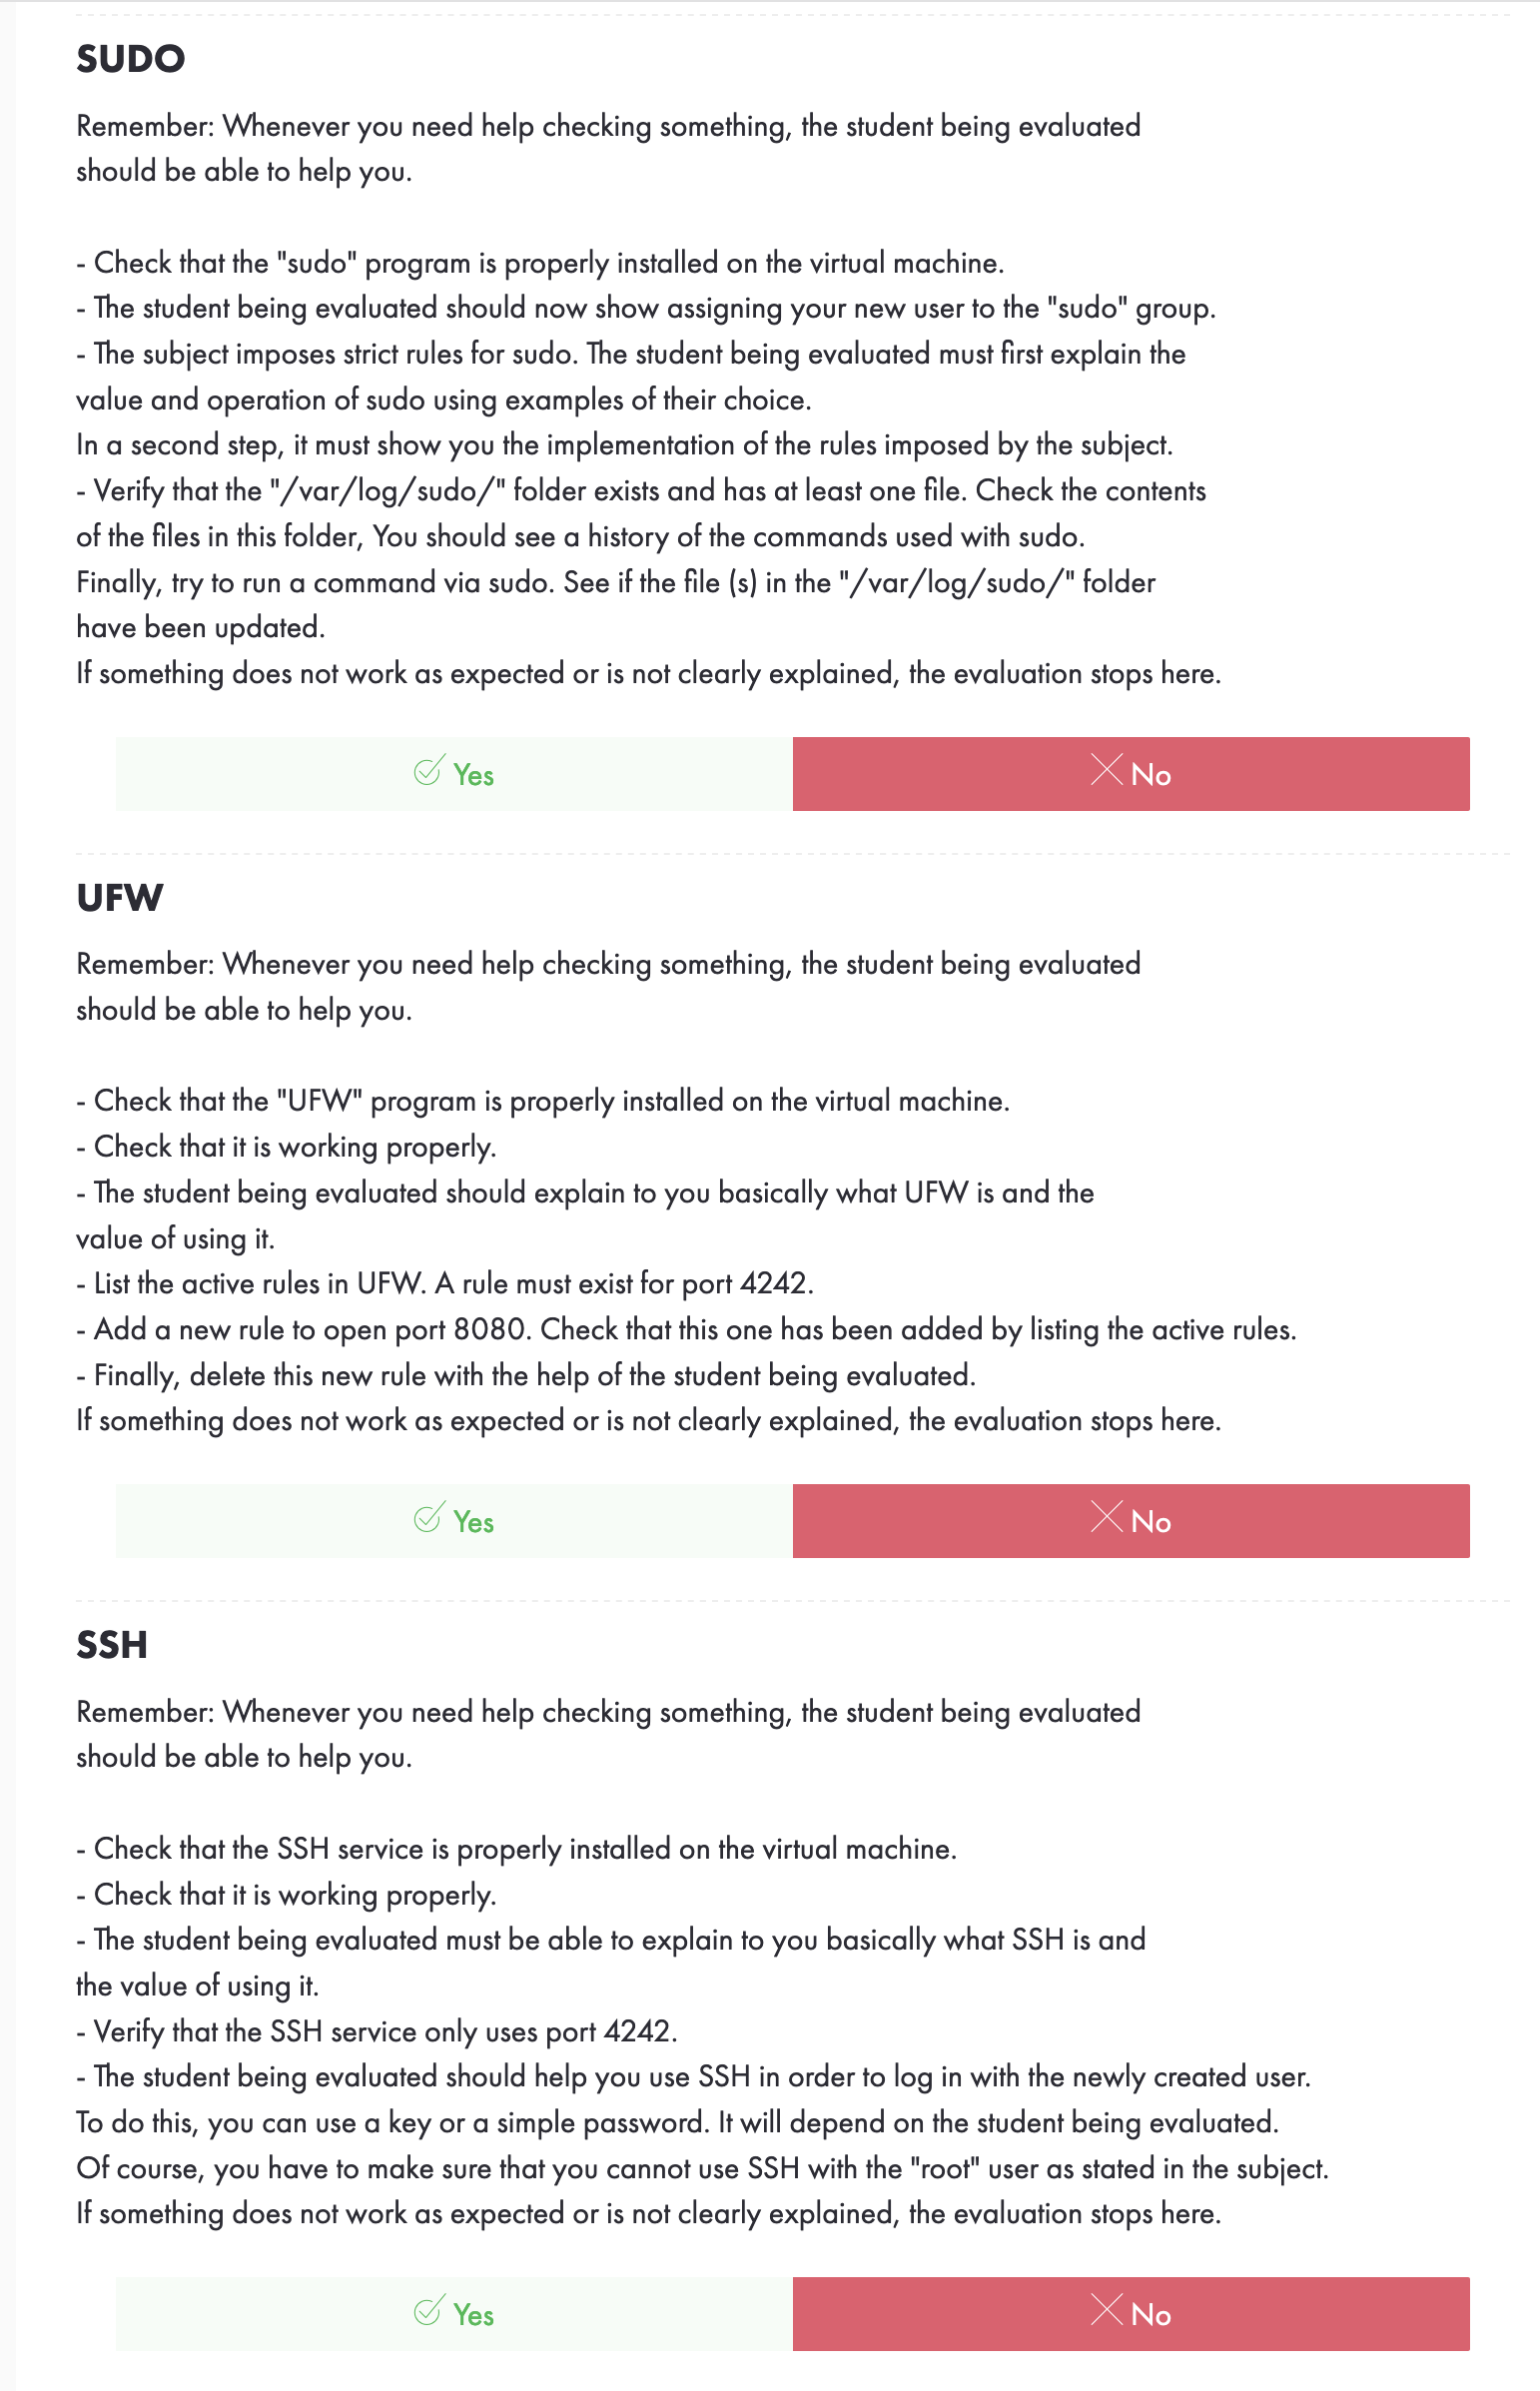 SUDO
Remember: Whenever you need help checking something, the student being evaluated
should be able to help you.
- Check that the "sudo" program is properly installed on the virtual machine.
- The student being evaluated should now show assigning your new user to the "sudo" group.
- The subject imposes strict rules for sudo. The student being evaluated must first explain the
value and operation of sudo using examples of their choice.
In a second step, it must show you the implementation of the rules imposed by the subject.
- Verify that the "/var/log/sudo/" folder exists and has at least one file. Check the contents
of the files in this folder, You should see a history of the commands used with sudo.
Finally, try to run a command via sudo. See if the file (s) in the "/var/log/sudo/" folder
have been updated.
If something does not work as expected or is not clearly explained, the evaluation stops here.
Yes No
UFW
Remember: Whenever you need help checking something, the student being evaluated
should be able to help you.
- Check that the "UFW" program is properly installed on the virtual machine.
- Check that it is working properly.
- The student being evaluated should explain to you basically what UFW is and the
value of using it.
- List the active rules in UFW. A rule must exist for port 4242.
- Add a new rule to open port 8080. Check that this one has been added by listing the active rules.
- Finally, delete this new rule with the help of the student being evaluated.
If something does not work as expected or is not clearly explained, the evaluation stops here.
Yes No
SSH
Remember: Whenever you need help checking something, the student being evaluated
should be able to help you.
- Check that the SSH service is properly installed on the virtual machine.
- Check that it is working properly.
- The student being evaluated must be able to explain to you basically what SSH is and
the value of using it.
- Verify that the SSH service only uses port 4242.
- The student being evaluated should help you use SSH in order to log in with the newly created user.
To do this, you can use a key or a simple password. It will depend on the student being evaluated.
Of course, you have to make sure that you cannot use SSH with the "root" user as stated in the subject.
If something does not work as expected or is not clearly explained, the evaluation stops here.
Yes No